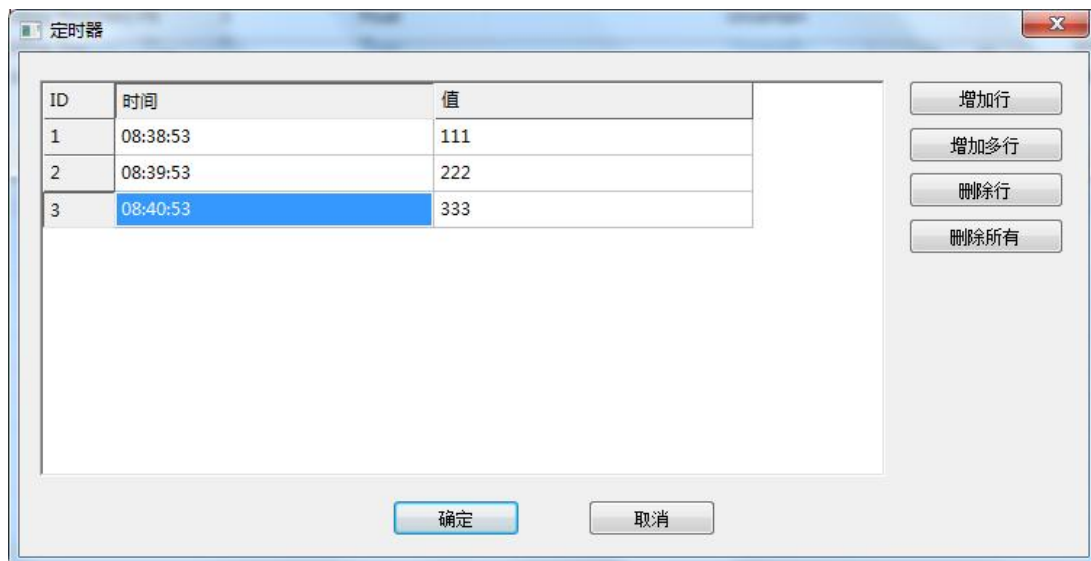 定时器
ID 时间 值
1 08:38:53 111
2 08:39:53 222
3 08:40:53 333
增加行
增加多行
删除行
删除所有
确定 取消